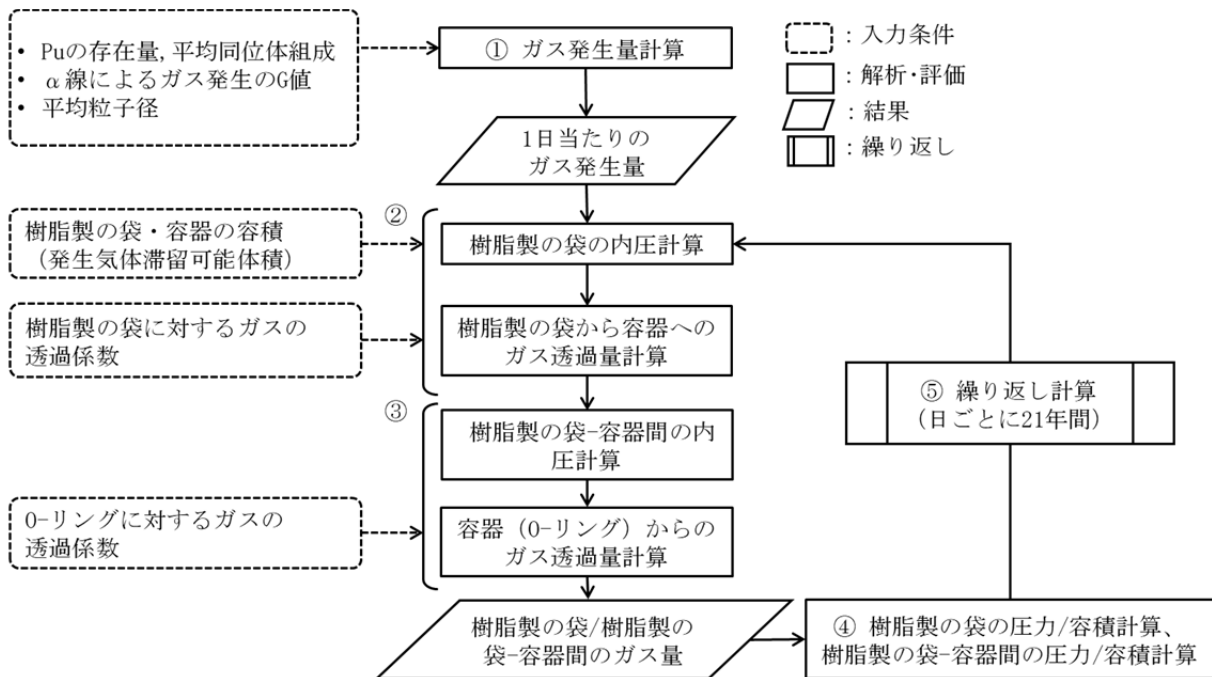 • Puの存在量, 平均同位体組成
• α線によるガス発生のG値
• 平均粒子径
① ガス発生量計算
：入力条件
：解析・評価
：結果
：繰り返し
1日当たりの
ガス発生量
樹脂製の袋・容器の容積
（発生気体滞留可能体積）
②
樹脂製の袋の内圧計算
樹脂製の袋に対するガスの
透過係数
樹脂製の袋から容器への
ガス透過量計算
⑤ 繰り返し計算
（日ごとに21年間）
③
樹脂製の袋-容器間の内
圧計算
O-リングに対するガスの
透過係数
容器（O-リング）からの
ガス透過量計算
樹脂製の袋/樹脂製の
袋-容器間のガス量
④ 樹脂製の袋の圧力/容積計算、
樹脂製の袋-容器間の圧力/容積計算